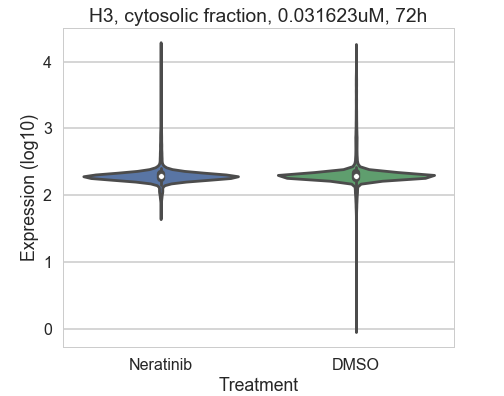 H3, cytosolic fraction, 0.031623uM, 72h
Expression (log10)
4
3
2
1
0
Neratinib
DMSO
Treatment